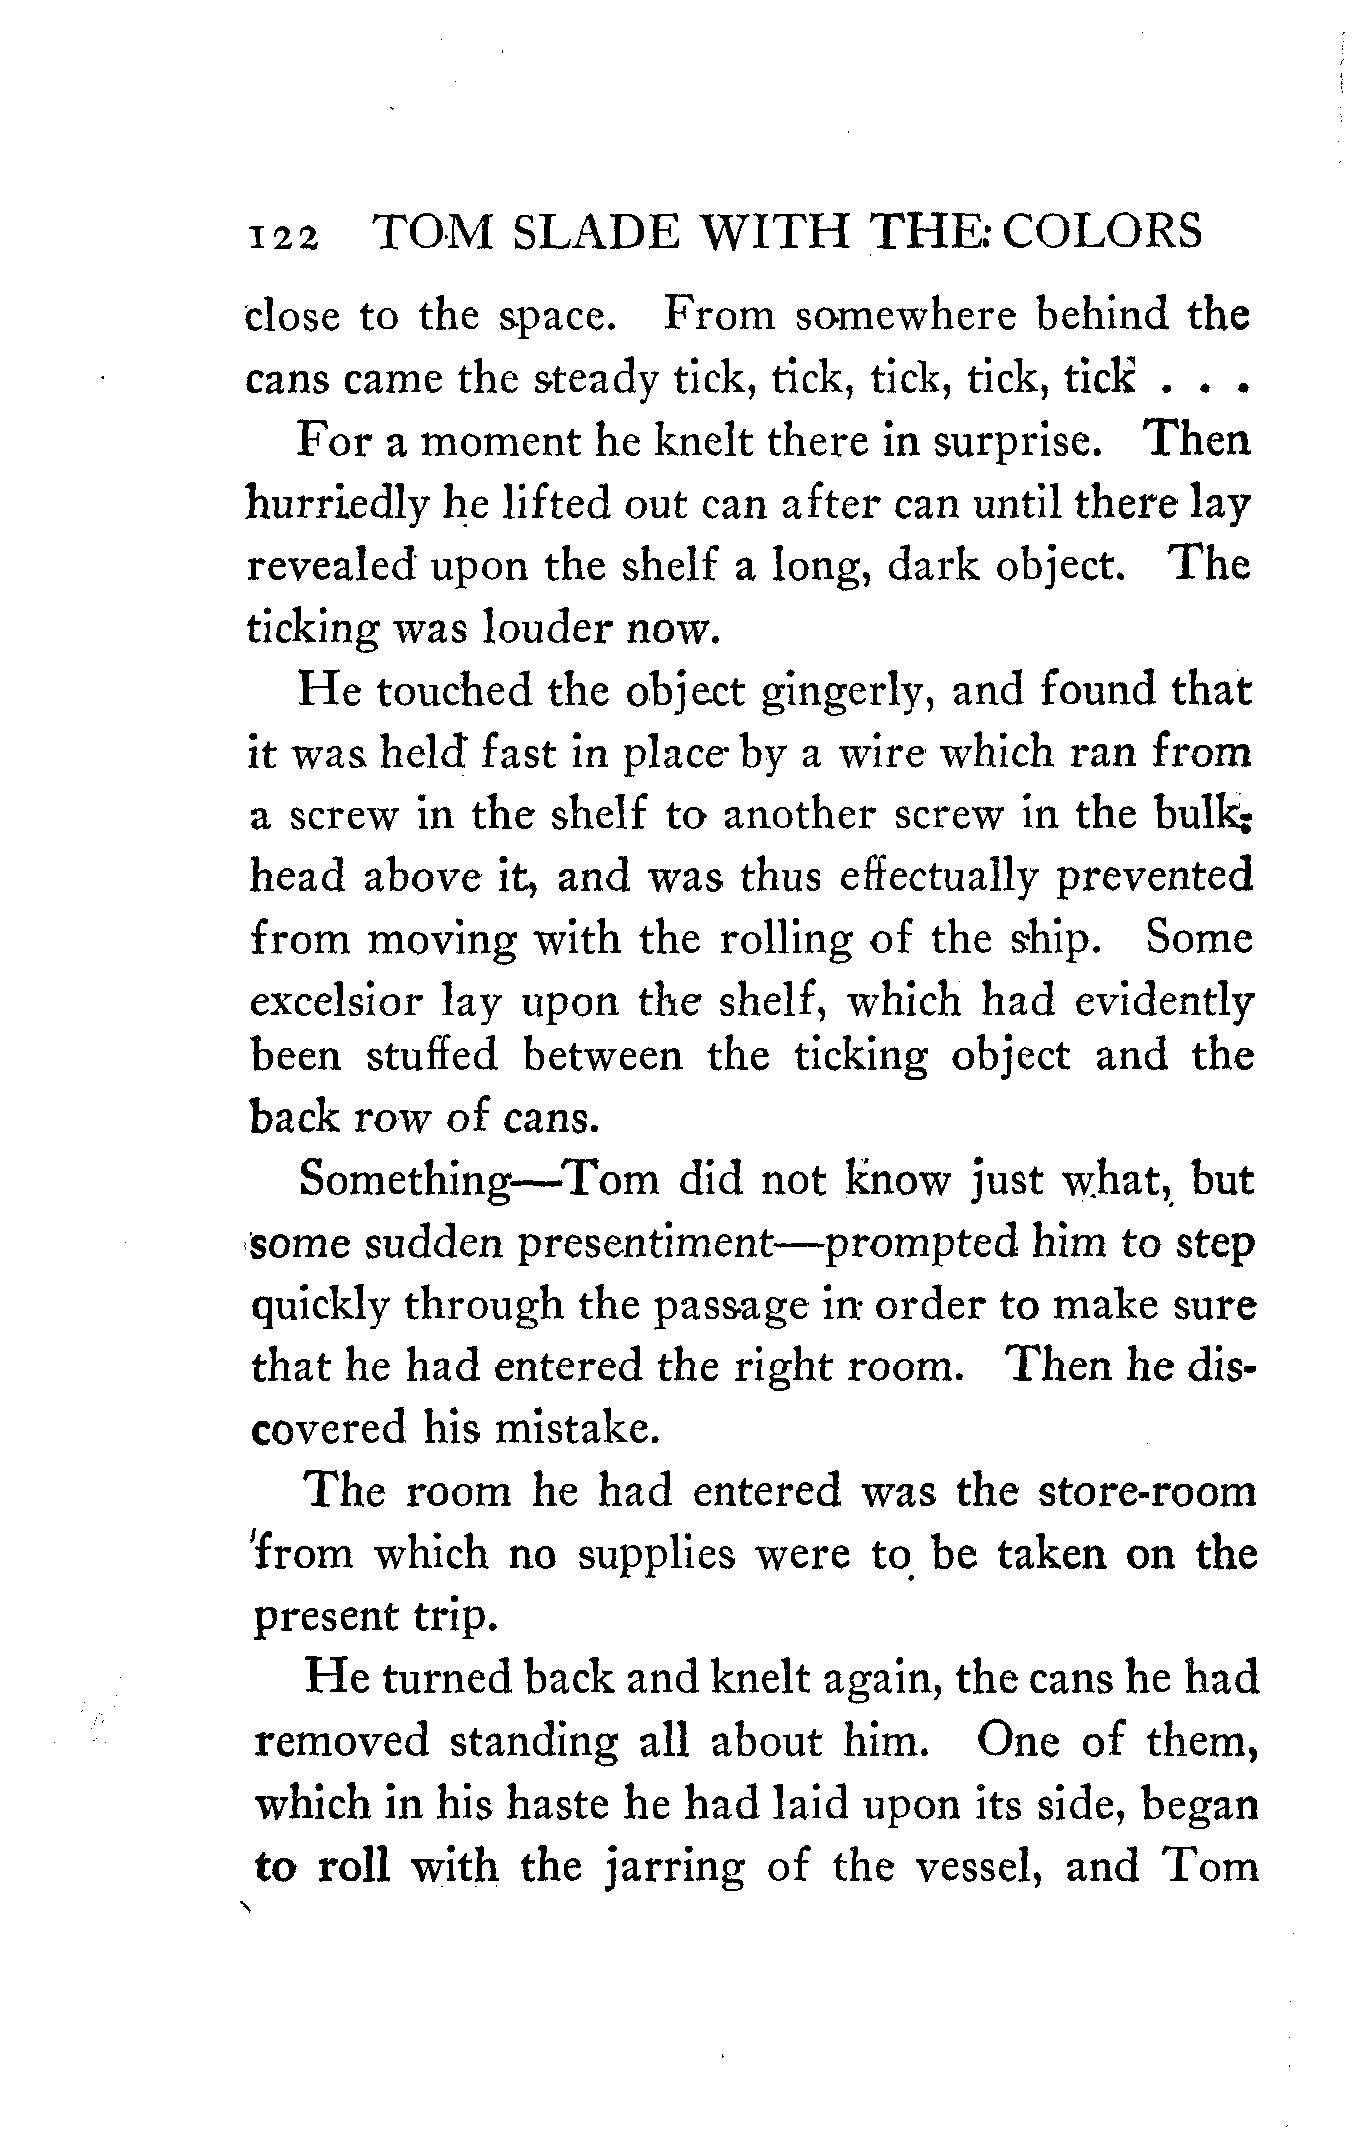 122 TOM SLADE WITH THE COLORS
close to the space. From somewhere behind the
cans came the steady tick, tick, tick, tick, tick . . .
For a moment he knelt there in surprise. Then
hurriedly he lifted out can after can until there lay
revealed upon the shelf a long, dark object. The
ticking was louder now.
He touched the object gingerly, and found that
it was held fast in place by a wire which ran from
a screw in the shelf to another screw in the bulk-
head above it, and was thus effectually prevented
from moving with the rolling of the ship. Some
excelsior lay upon the shelf, which had evidently
been stuffed between the ticking object and the
back row of cans.
Something—Tom did not know just what, but
some sudden presentiment—prompted him to step
quickly through the passage in order to make sure
that he had entered the right room. Then he dis-
covered his mistake.
The room he had entered was the store-room
from which no supplies were to be taken on the
present trip.
He turned back and knelt again, the cans he had
removed standing all about him. One of them,
which in his haste he had laid upon its side, began
to roll with the jarring of the vessel, and Tom